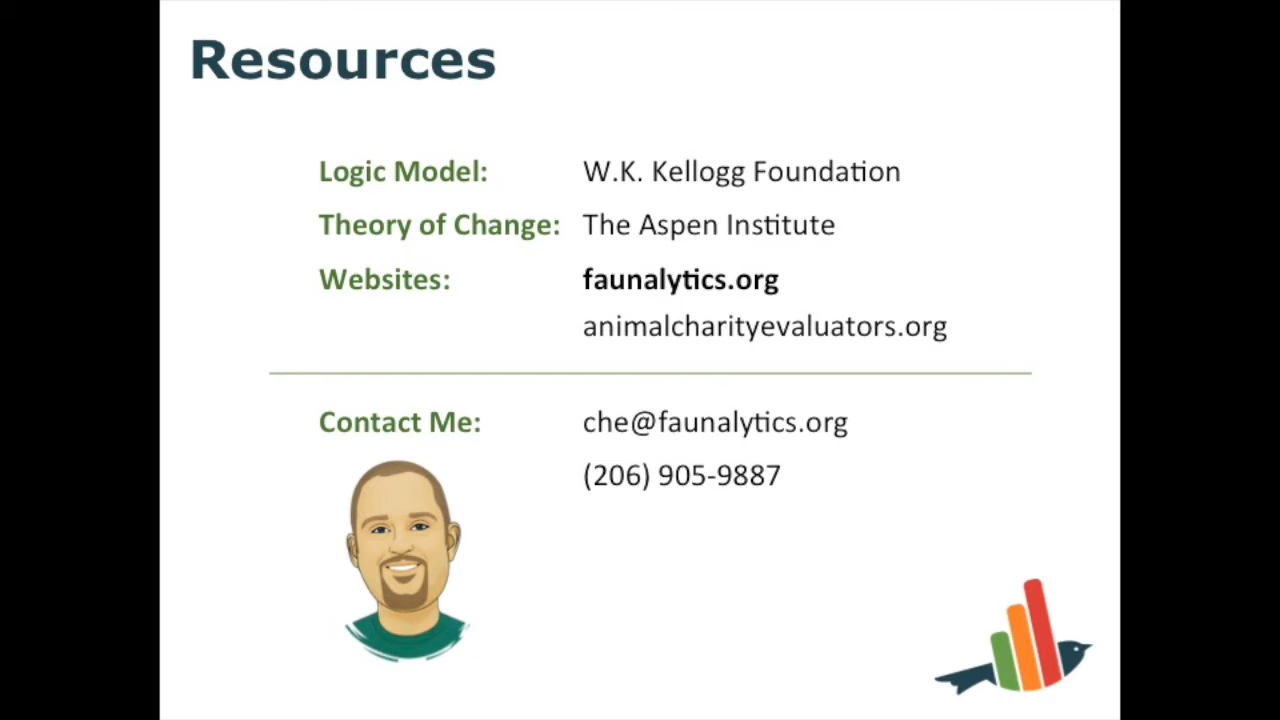 Resources
Logic Model: W.K. Kellogg Foundation
Theory of Change: The Aspen Institute
Websites: faunalytics.org
animalcharityevaluators.org
Contact Me: che@faunalytics.org
(206) 905-9887